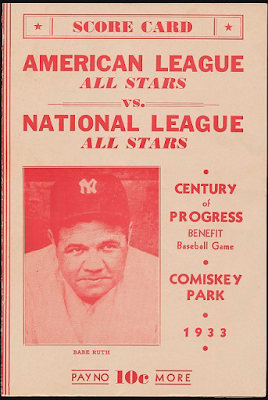 SCORE CARD
AMERICAN LEAGUE
ALL STARS
vs.
NATIONAL LEAGUE
ALL STARS
NY
CENTURY
of
PROGRESS
BENEFIT
Baseball Game
COMISKEY
PARK
1933
BABE RUTH
PAY NO 10c MORE